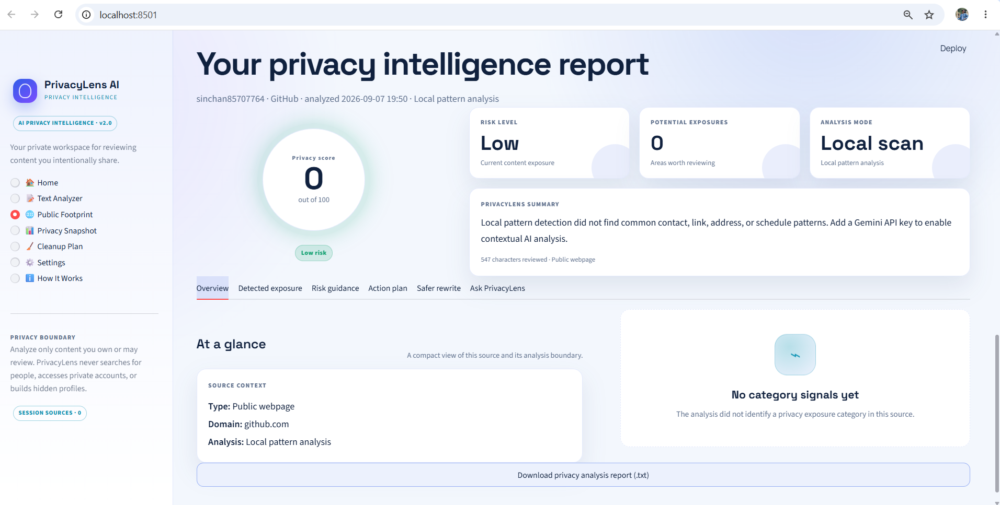 localhost:8501
Deploy
PrivacyLens AI
PRIVACY INTELLIGENCE
AI PRIVACY INTELLIGENCE · v2.0
Your private workspace for reviewing
content you intentionally share.
Home
Text Analyzer
Public Footprint
Privacy Snapshot
Cleanup Plan
Settings
How It Works
PRIVACY BOUNDARY
Analyze only content you own or may
review. PrivacyLens never searches for
people, accesses private accounts, or
builds hidden profiles.
SESSION SOURCES · 0
Your privacy intelligence report
sinchan85707764 · GitHub · analyzed 2026-09-07 19:50 · Local pattern analysis
Privacy score
0
out of 100
Low risk
RISK LEVEL
Low
Current content exposure
POTENTIAL EXPOSURES
0
Areas worth reviewing
ANALYSIS MODE
Local scan
Local pattern analysis
PRIVACYLENS SUMMARY
Local pattern detection did not find common contact, link, address, or schedule patterns. Add a Gemini API key to enable
contextual AI analysis.
547 characters reviewed · Public webpage
Overview Detected exposure Risk guidance Action plan Safer rewrite Ask PrivacyLens
At a glance
A compact view of this source and its analysis boundary.
SOURCE CONTEXT
Type: Public webpage
Domain: github.com
Analysis: Local pattern analysis
No category signals yet
The analysis did not identify a privacy exposure category in this source.
Download privacy analysis report (.txt)